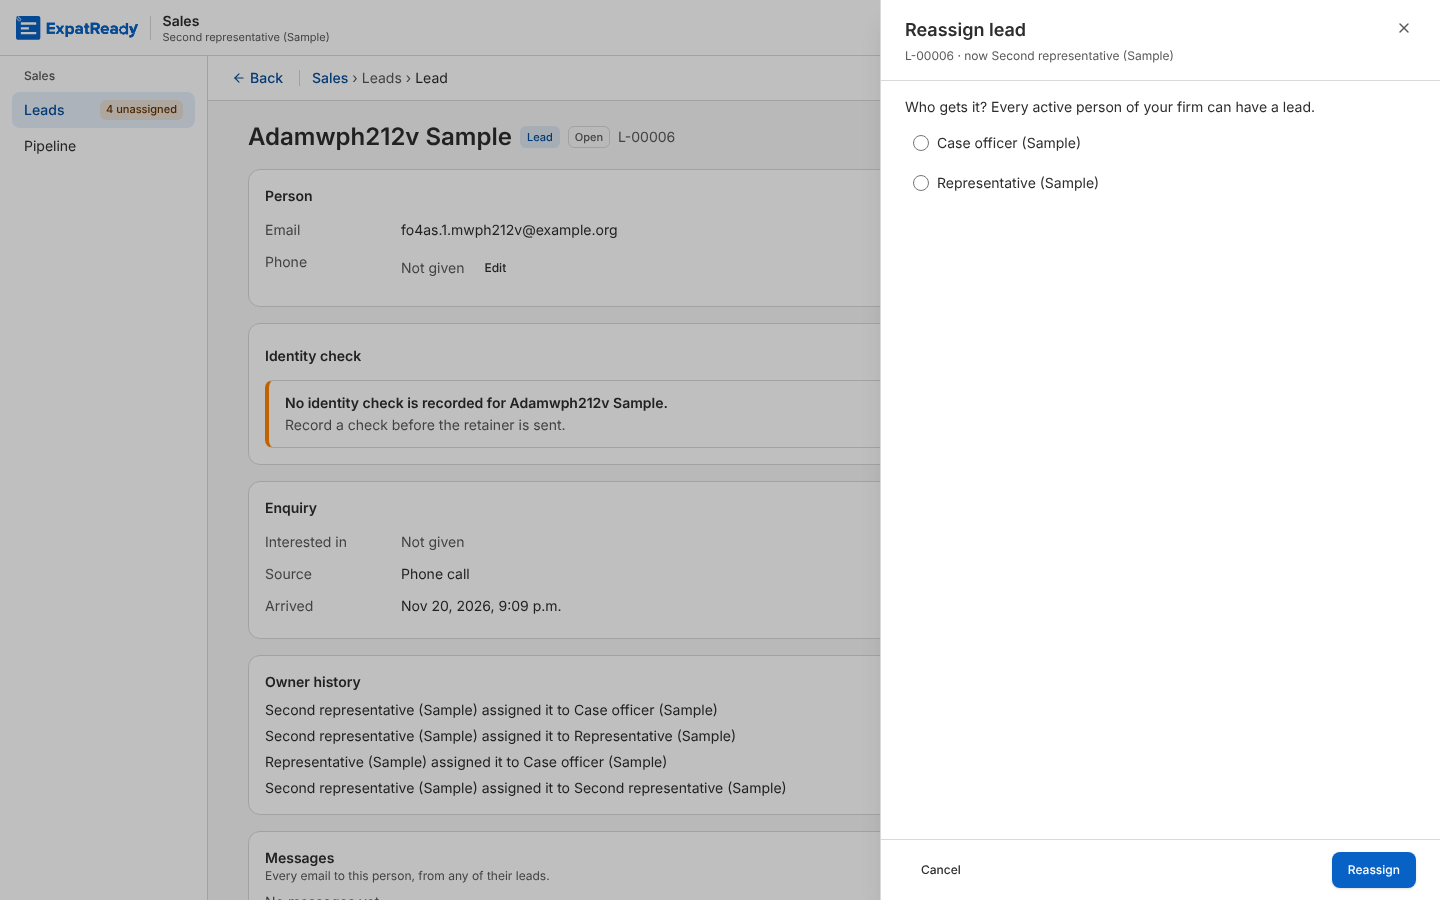 ExpatReady
Sales
Second representative (Sample)
Sales
Leads
4 unassigned
Pipeline
Back
Sales › Leads › Lead
Adamwph212v Sample
Lead
Open
L-00006
Person
Email
fo4as.1.mwph212v@example.org
Phone
Not given
Edit
Identity check
No identity check is recorded for Adamwph212v Sample.
Record a check before the retainer is sent.
Enquiry
Interested in
Not given
Source
Phone call
Arrived
Nov 20, 2026, 9:09 p.m.
Owner history
Second representative (Sample) assigned it to Case officer (Sample)
Second representative (Sample) assigned it to Representative (Sample)
Representative (Sample) assigned it to Case officer (Sample)
Second representative (Sample) assigned it to Second representative (Sample)
Messages
Every email to this person, from any of their leads.
Reassign lead
L-00006 · now Second representative (Sample)
Who gets it? Every active person of your firm can have a lead.
Case officer (Sample)
Representative (Sample)
Cancel
Reassign